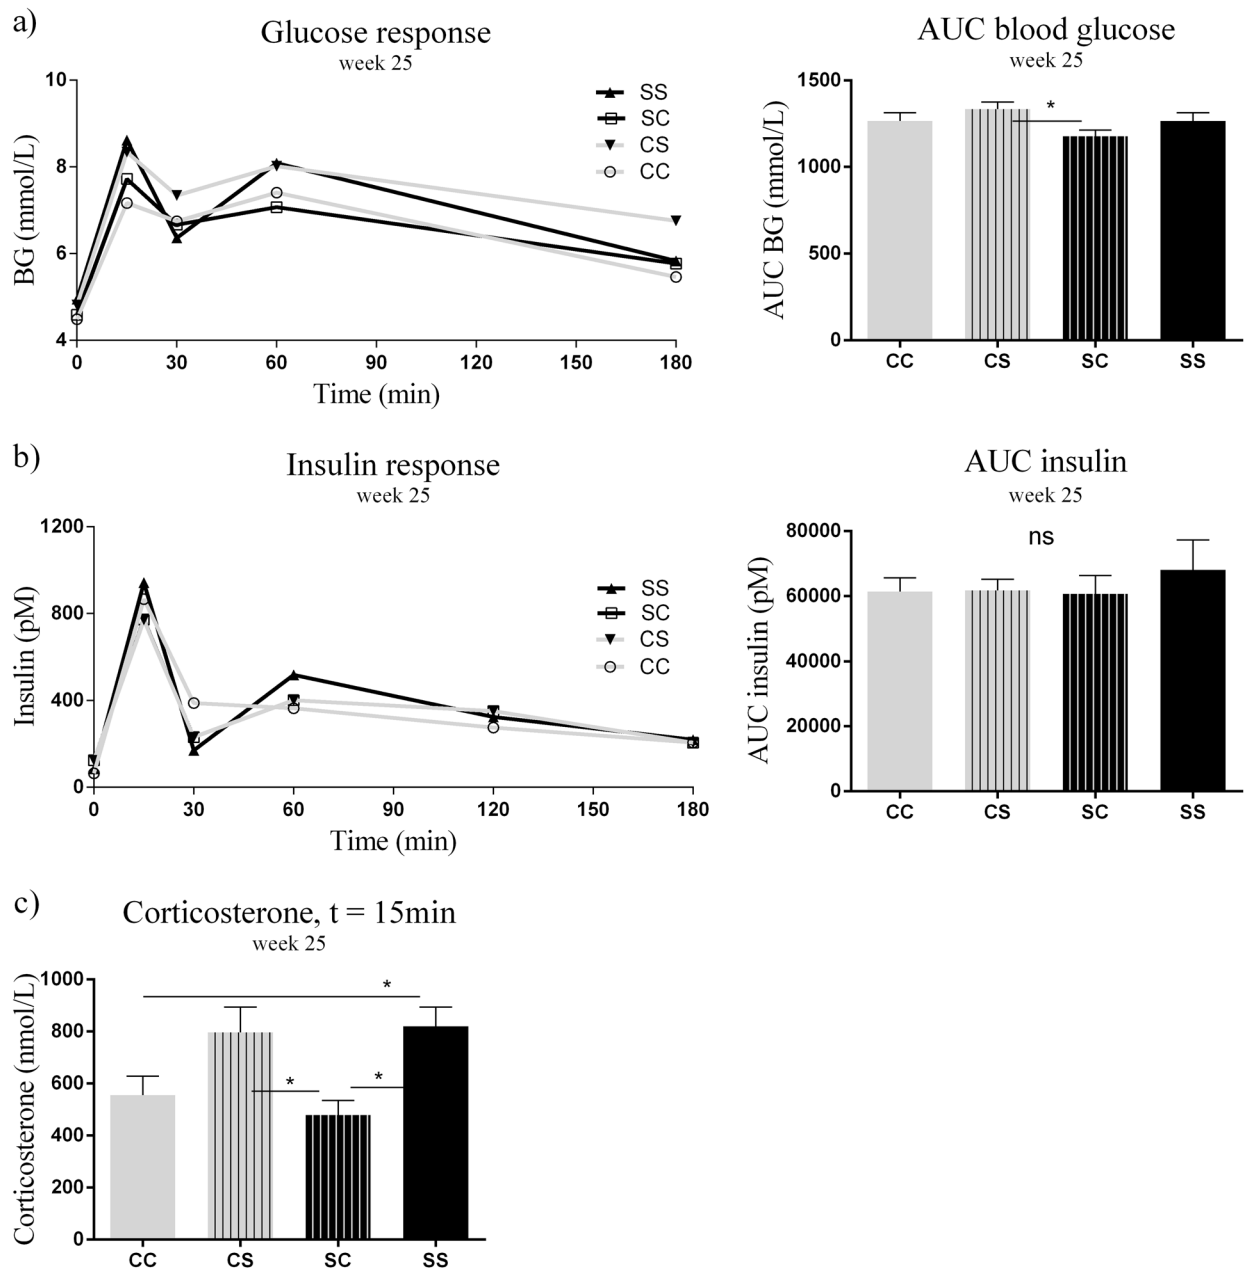 a)
Glucose response
week 25
BG (mmol/L)
10
8
6
4
0 30 60 90 120 150 180
Time (min)
SS
SC
CS
CC
AUC blood glucose
week 25
AUC BG (mmol/L)
1500
1000
500
0
*
CC CS SC SS
b)
Insulin response
week 25
Insulin (pM)
1200
800
400
0
0 30 60 90 120 150 180
Time (min)
SS
SC
CS
CC
AUC insulin
week 25
AUC insulin (pM)
80000
60000
40000
20000
0
ns
CC CS SC SS
c)
Corticosterone, t = 15min
week 25
Corticosterone (nmol/L)
1000
800
600
400
200
0
*
* *
CC CS SC SS